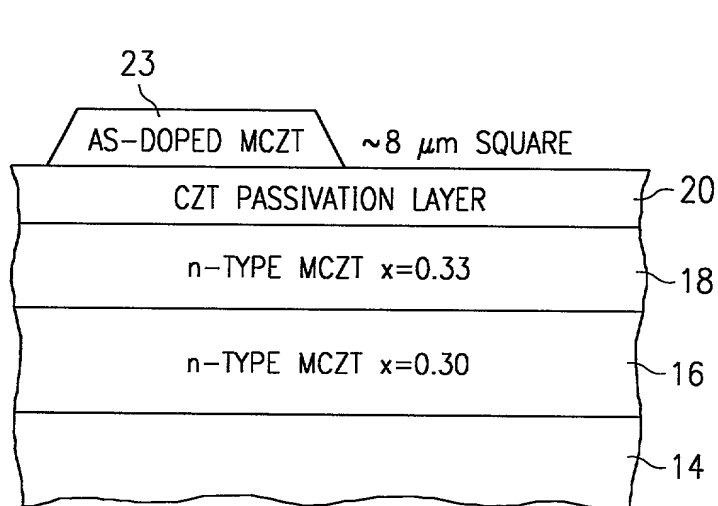 23
AS-DOPED MCZT ~8 μm SQUARE
CZT PASSIVATION LAYER 20
n-TYPE MCZT x=0.33 18
n-TYPE MCZT x=0.30 16
14